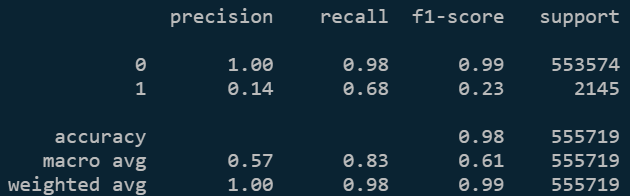 precision recall f1-score support
0 1.00 0.98 0.99 553574
1 0.14 0.68 0.23 2145
accuracy 0.98 555719
macro avg 0.57 0.83 0.61 555719
weighted avg 1.00 0.98 0.99 555719